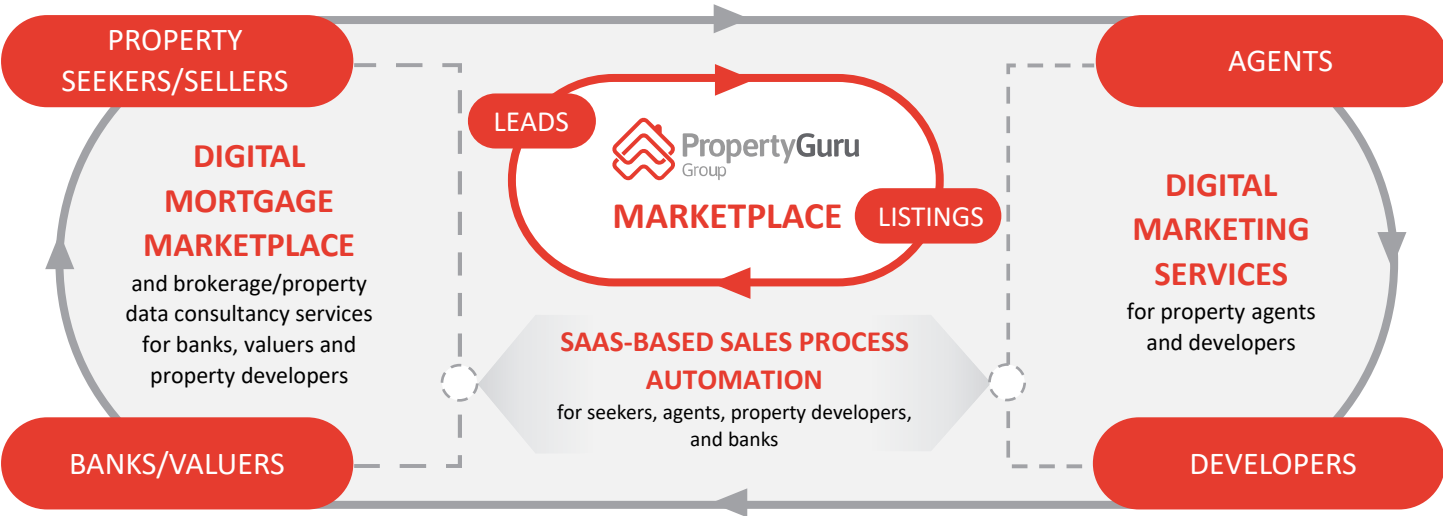 PROPERTY
SEEKERS/SELLERS
AGENTS
LEADS
PropertyGuru
Group
MARKETPLACE
LISTINGS
DIGITAL
MORTGAGE
MARKETPLACE
and brokerage/property
data consultancy services
for banks, valuers and
property developers
DIGITAL
MARKETING
SERVICES
for property agents
and developers
SAAS-BASED SALES PROCESS
AUTOMATION
for seekers, agents, property developers,
and banks
BANKS/VALUERS
DEVELOPERS